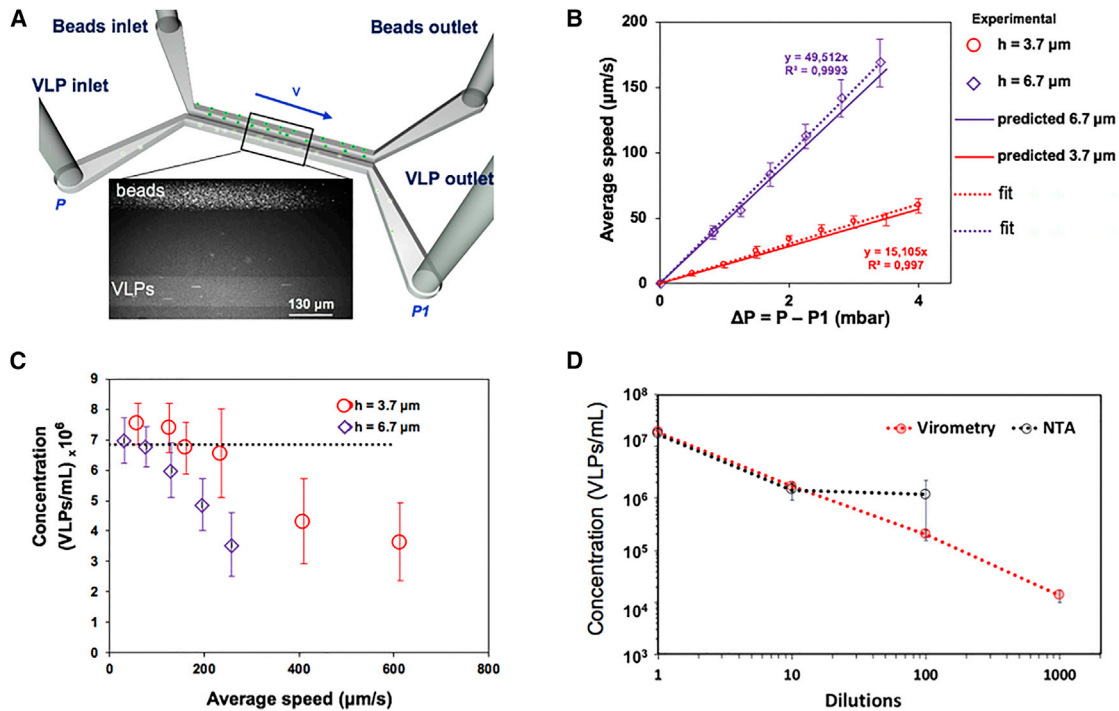 A
Beads inlet
Beads outlet
VLP inlet
V
VLP outlet
P
P1
beads
VLPs
130 µm
B
Average speed (µm/s)
200
150
100
50
0
y = 49,512x
R² = 0,9993
15,105x
R² = 0,997
0
2
4
ΔP = P – P1 (mbar)
Experimental
h = 3.7 µm
h = 6.7 µm
predicted 6.7 µm
predicted 3.7 µm
fit
fit
C
Concentration
(VLPs/mL) x10⁶
9
8
7
6
5
4
3
2
1
0
h = 3.7 µm
h = 6.7 µm
0
200
400
600
800
Average speed (µm/s)
D
Concentration (VLPs/mL)
10⁸
10⁷
10⁶
10⁵
10⁴
10³
Virometry
NTA
1
10
100
1000
Dilutions